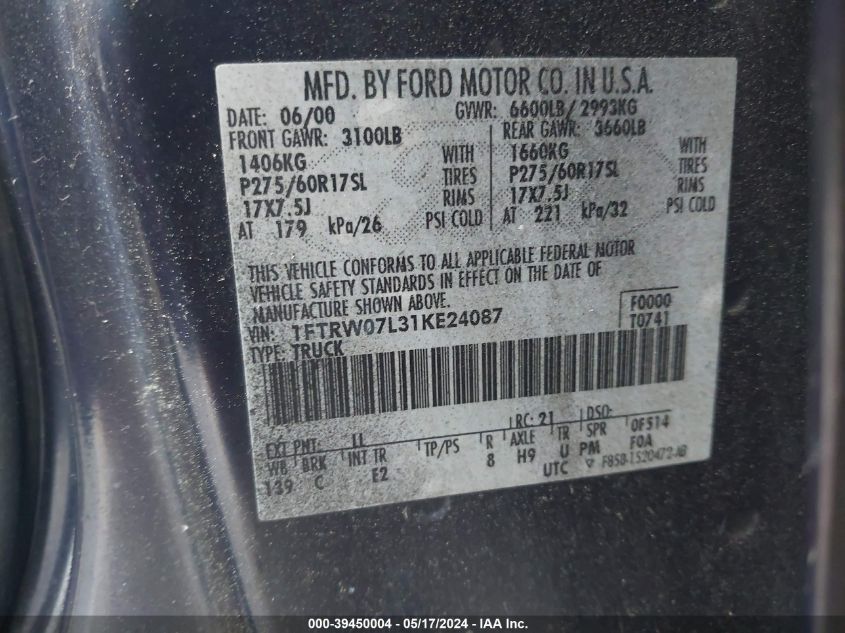 MFD. BY FORD MOTOR CO. IN U.S.A.
DATE: 06/00 GVWR: 6600LB/2993KG
FRONT GAWR: 3100LB REAR GAWR: 3660LB
1406KG WITH 1660KG WITH
P275/60R17SL TIRES P275/60R17SL TIRES
17X7.5J RIMS 17X7.5J RIMS
AT 179 kPa/26 PSI COLD AT 221 kPa/32 PSI COLD
THIS VEHICLE CONFORMS TO ALL APPLICABLE FEDERAL MOTOR
VEHICLE SAFETY STANDARDS IN EFFECT ON THE DATE OF
MANUFACTURE SHOWN ABOVE.
VIN: 1FTRW07L31KE24087 F0000
TYPE: TRUCK T0741
EXT PNT: LL RC: 21 DSO:
WB BRK INT TR TP/PS R AXLE TR SPR 0F514
139 C E2 8 H9 U PM FOA
UTC F85B-1520472-AB
000-39450004 - 05/17/2024 - IAA Inc.